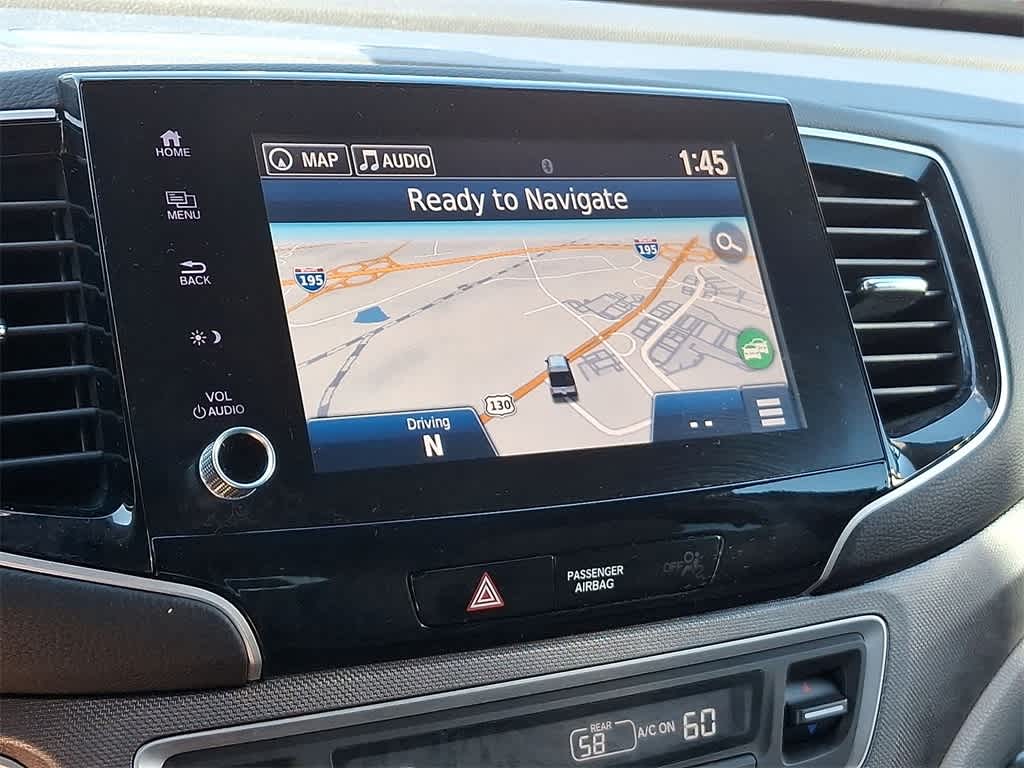 HOME
MAP
AUDIO
1:45
MENU
Ready to Navigate
195
195
BACK
VOL
AUDIO
130
Driving
N
PASSENGER
AIRBAG
OFF
REAR
58
A/C ON
60